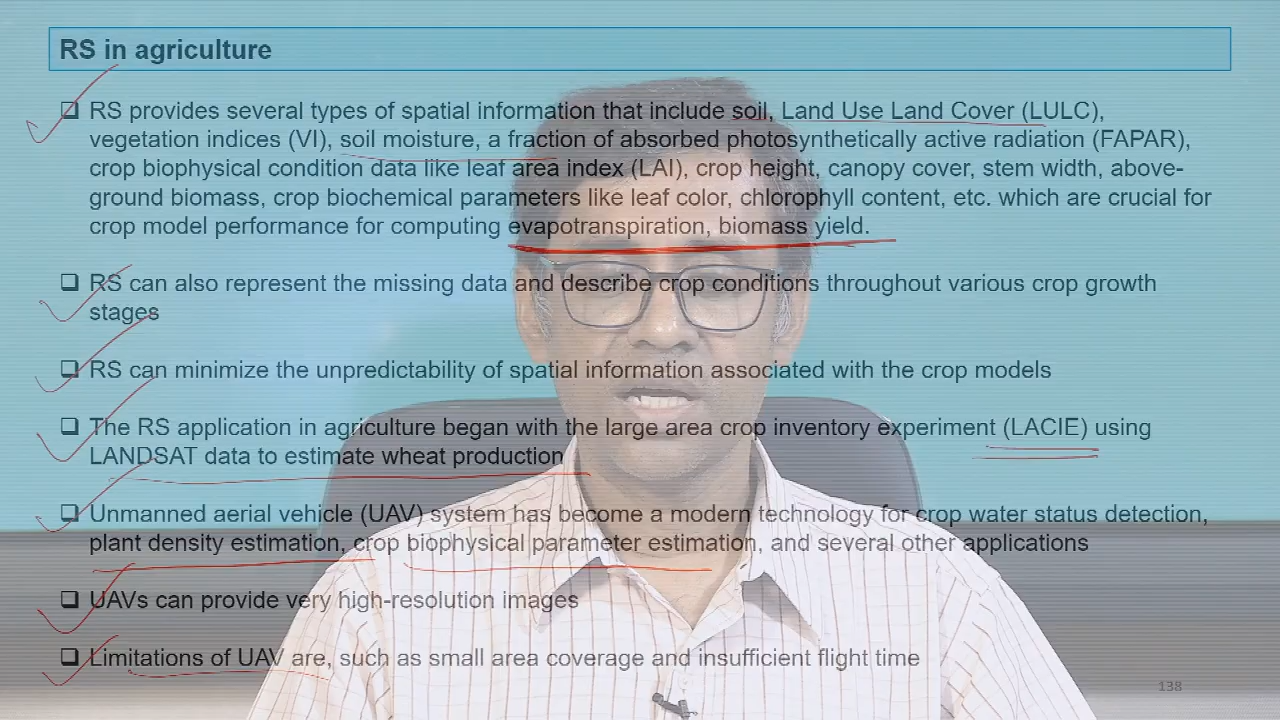 RS in agriculture
RS provides several types of spatial information that include soil, Land Use Land Cover (LULC),
vegetation indices (VI), soil moisture, a fraction of absorbed photosynthetically active radiation (FAPAR),
crop biophysical condition data like leaf area index (LAI), crop height, canopy cover, stem width, above-
ground biomass, crop biochemical parameters like leaf color, chlorophyll content, etc. which are crucial for
crop model performance for computing evapotranspiration, biomass yield.
RS can also represent the missing data and describe crop conditions throughout various crop growth
stages
RS can minimize the unpredictability of spatial information associated with the crop models
The RS application in agriculture began with the large area crop inventory experiment (LACIE) using
LANDSAT data to estimate wheat production
Unmanned aerial vehicle (UAV) system has become a modern technology for crop water status detection,
plant density estimation, crop biophysical parameter estimation, and several other applications
UAVs can provide very high-resolution images
Limitations of UAV are, such as small area coverage and insufficient flight time
138